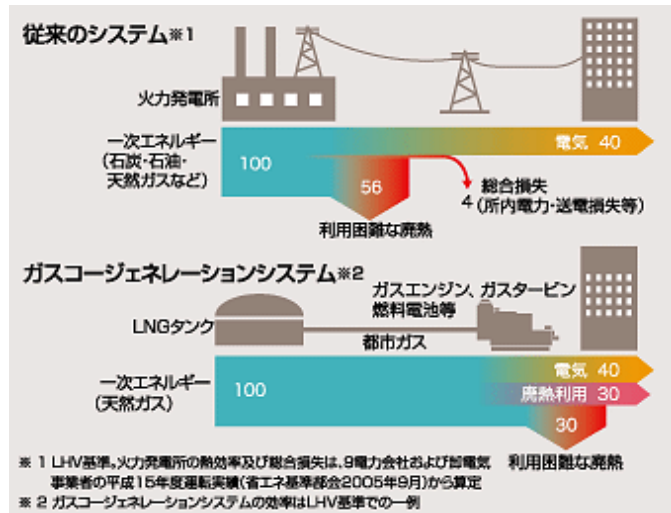 従来のシステム※1
火力発電所
一次エネルギー
(石炭・石油・
天然ガスなど)
100
電気 40
56
4
総合損失
(所内電力・送電損失等)
利用困難な廃熱
ガスコージェネレーションシステム※2
ガスエンジン、ガスタービン
燃料電池等
LNGタンク
都市ガス
一次エネルギー
(天然ガス)
100
電気 40
廃熱利用 30
30
利用困難な廃熱
※ 1 LHV基準。火力発電所の熱効率及び総合損失は、9電力会社および卸電気
事業者の平成15年度運転実績(省エネ基準部会2005年9月)から算定
※ 2 ガスコージェネレーションシステムの効率はLHV基準での一例